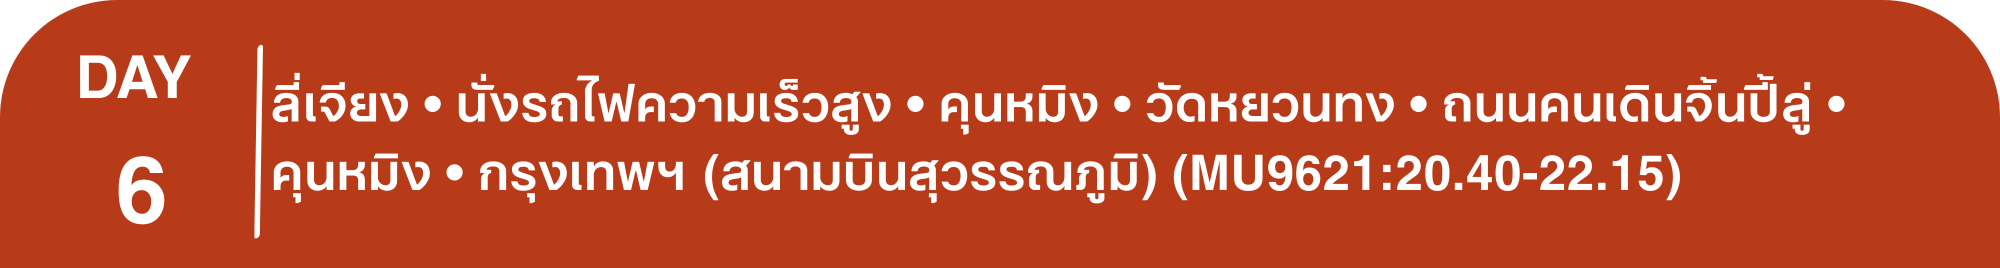 DAY
6
ลี่เจียง • นั่งรถไฟความเร็วสูง • คุนหมิง • วัดหยวนทง • ถนนคนเดินจิ้นปี้ลู่ •
คุนหมิง • กรุงเทพฯ (สนามบินสุวรรณภูมิ) (MU9621:20.40-22.15)